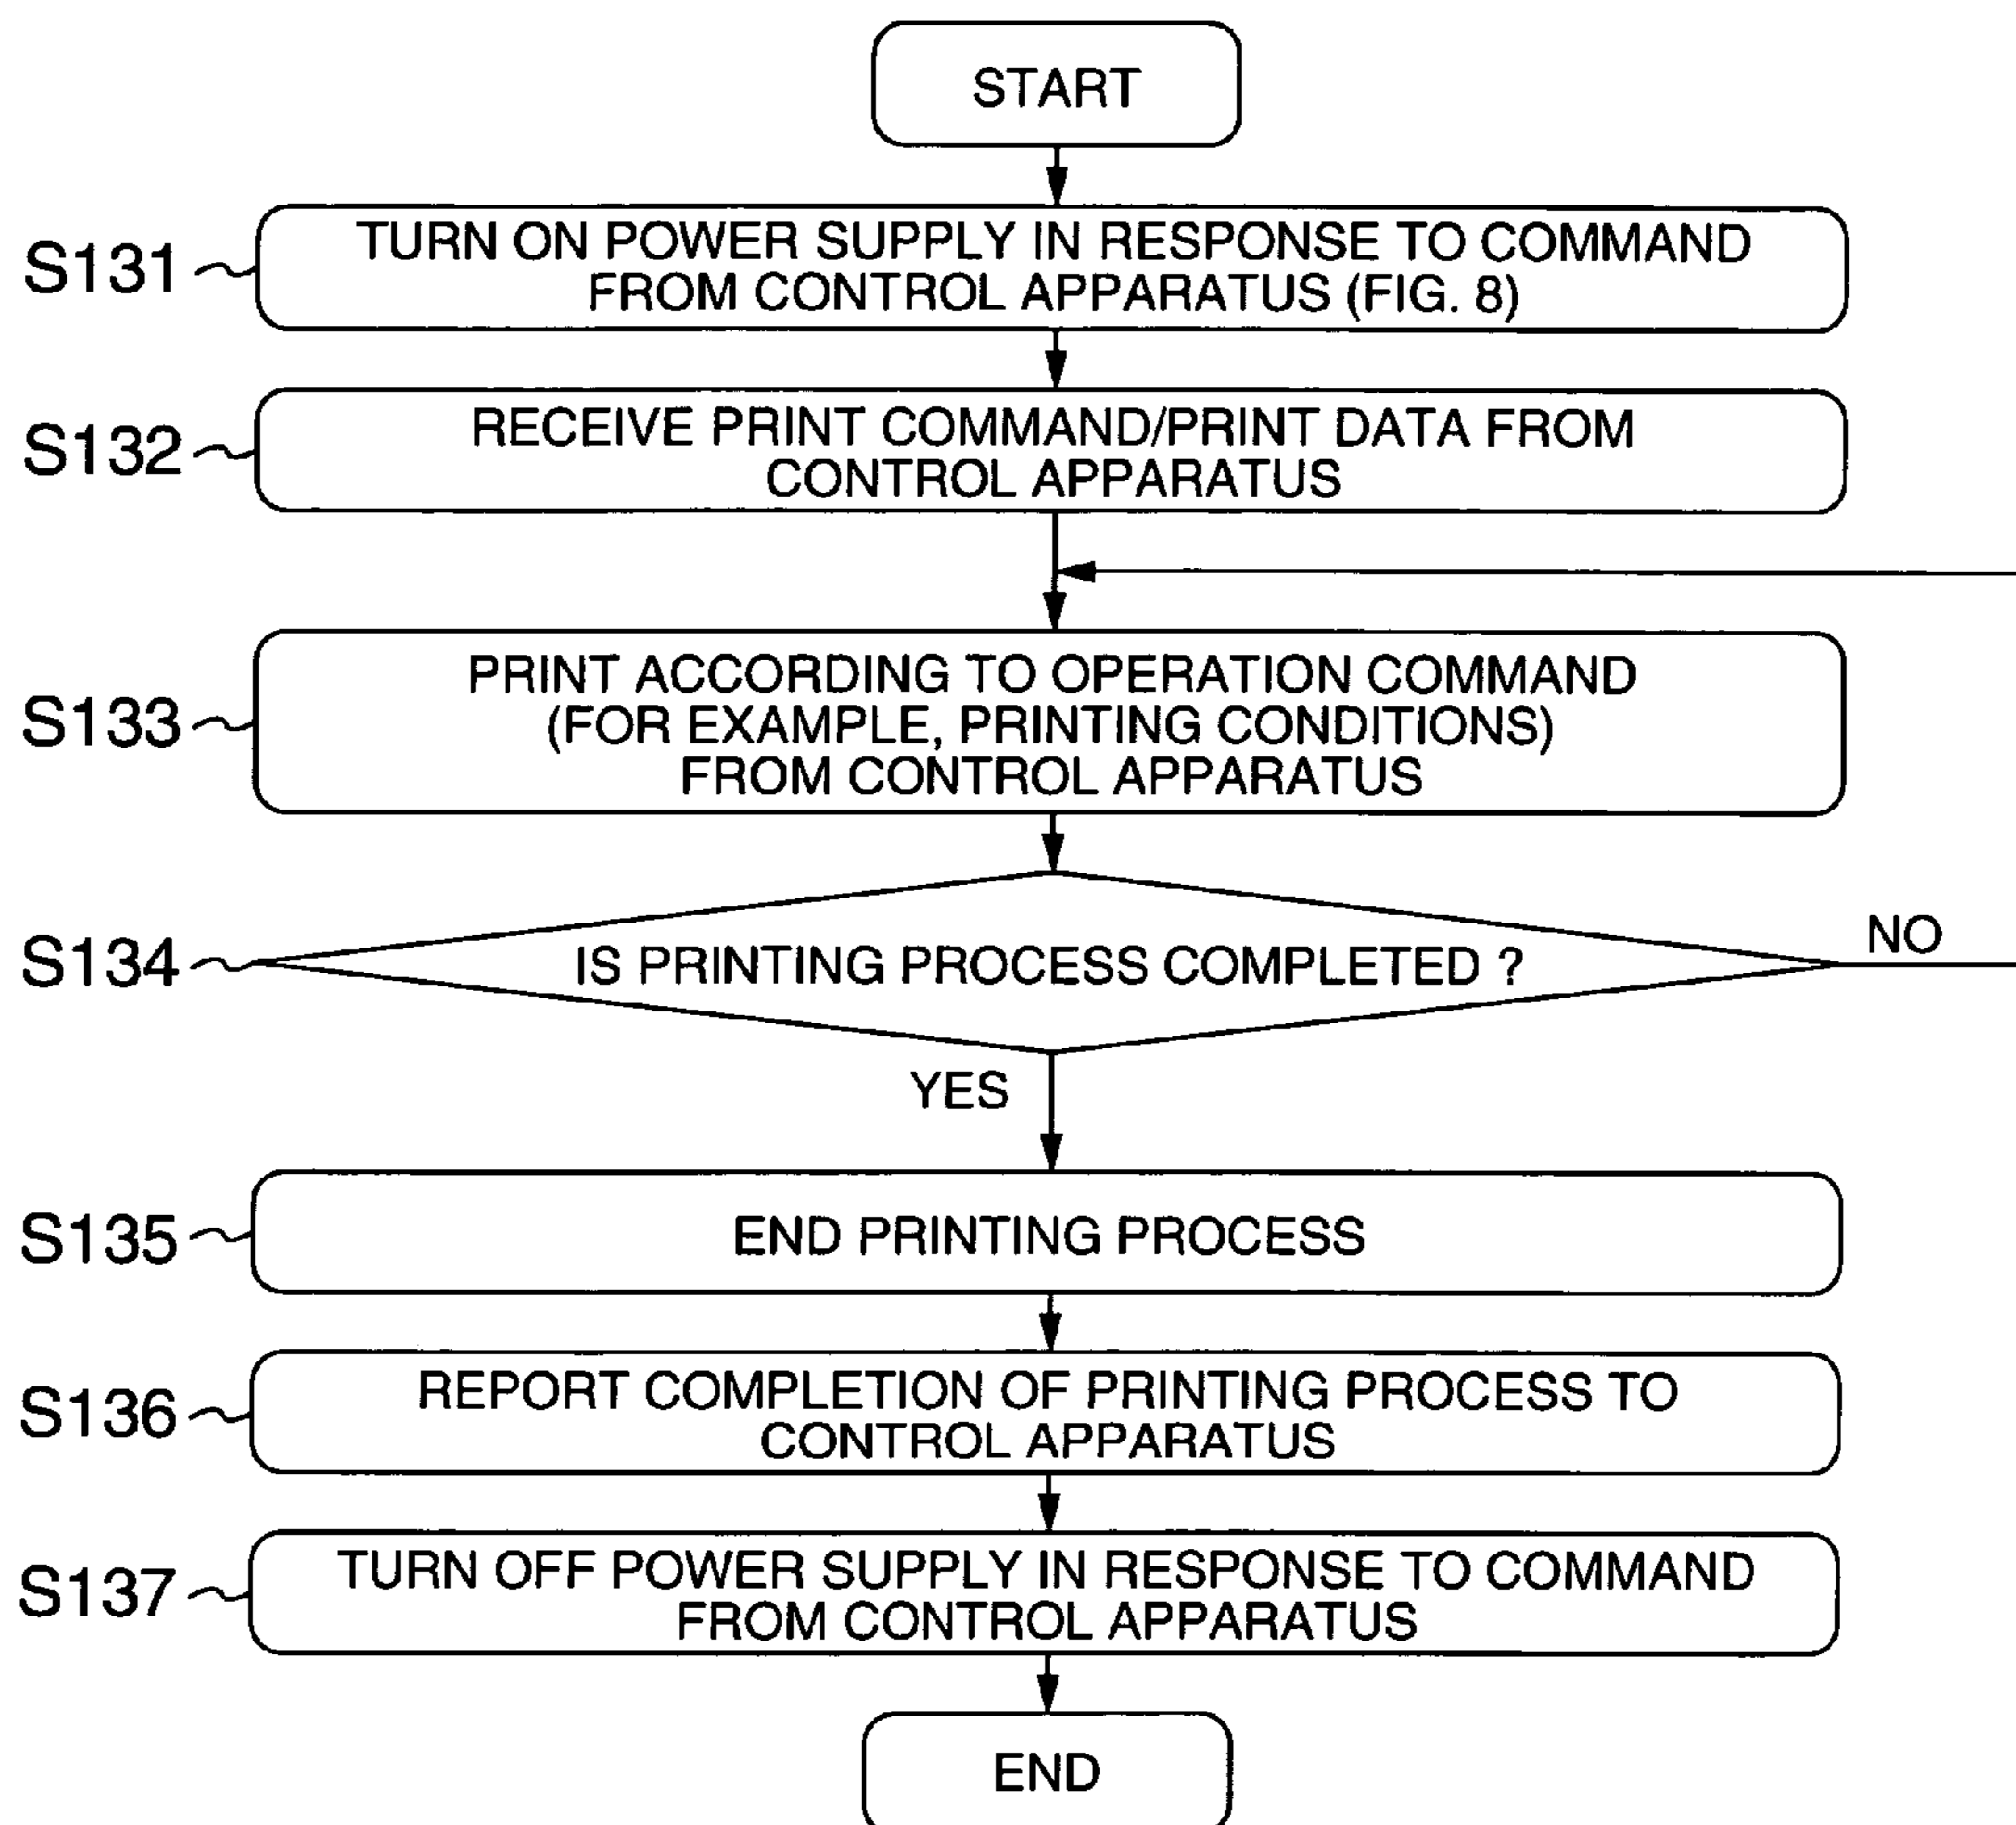 START
S131
TURN ON POWER SUPPLY IN RESPONSE TO COMMAND
FROM CONTROL APPARATUS (FIG. 8)
S132
RECEIVE PRINT COMMAND/PRINT DATA FROM
CONTROL APPARATUS
S133
PRINT ACCORDING TO OPERATION COMMAND
(FOR EXAMPLE, PRINTING CONDITIONS)
FROM CONTROL APPARATUS
S134
IS PRINTING PROCESS COMPLETED ?
NO
YES
S135
END PRINTING PROCESS
S136
REPORT COMPLETION OF PRINTING PROCESS TO
CONTROL APPARATUS
S137
TURN OFF POWER SUPPLY IN RESPONSE TO COMMAND
FROM CONTROL APPARATUS
END